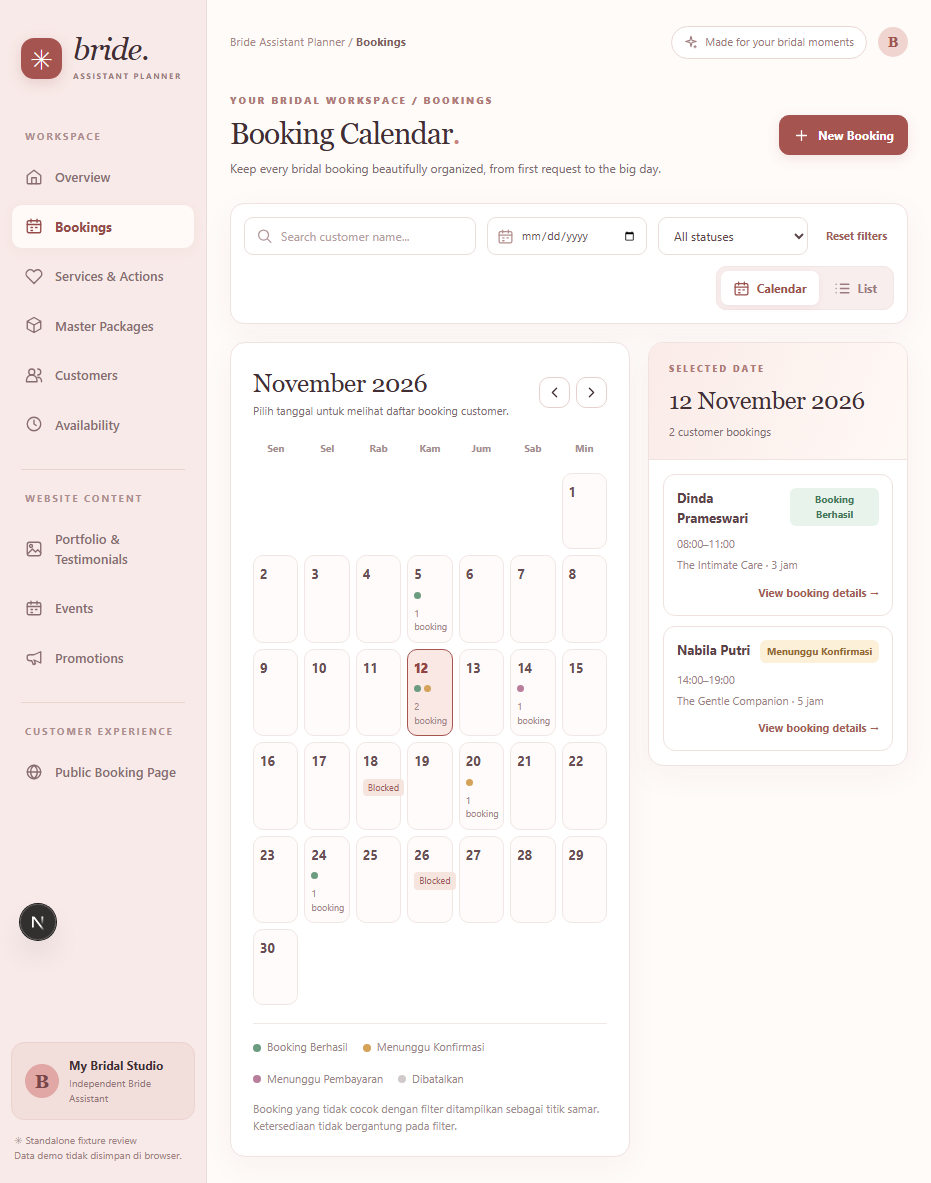 bride.
ASSISTANT PLANNER
WORKSPACE
Overview
Bookings
Services & Actions
Master Packages
Customers
Availability
WEBSITE CONTENT
Portfolio &
Testimonials
Events
Promotions
CUSTOMER EXPERIENCE
Public Booking Page
N
B
My Bridal Studio
Independent Bride
Assistant
✳ Standalone fixture review
Data demo tidak disimpan di browser.
Bride Assistant Planner / Bookings
Made for your bridal moments
B
YOUR BRIDAL WORKSPACE / BOOKINGS
Booking Calendar.
Keep every bridal booking beautifully organized, from first request to the big day.
+ New Booking
Search customer name...
mm/dd/yyyy
All statuses
Reset filters
Calendar
List
November 2026
Pilih tanggal untuk melihat daftar booking customer.
Sen Sel Rab Kam Jum Sab Min
1
2 3 4 5 6 7 8
1
booking
9 10 11 12 13 14 15
2 1
booking booking
16 17 18 19 20 21 22
Blocked
1
booking
23 24 25 26 27 28 29
Blocked
1
booking
30
Booking Berhasil
Menunggu Konfirmasi
Menunggu Pembayaran
Dibatalkan
Booking yang tidak cocok dengan filter ditampilkan sebagai titik samar.
Ketersediaan tidak bergantung pada filter.
SELECTED DATE
12 November 2026
2 customer bookings
Dinda
Prameswari
Booking
Berhasil
08:00–11:00
The Intimate Care · 3 jam
View booking details →
Nabila Putri
Menunggu Konfirmasi
14:00–19:00
The Gentle Companion · 5 jam
View booking details →